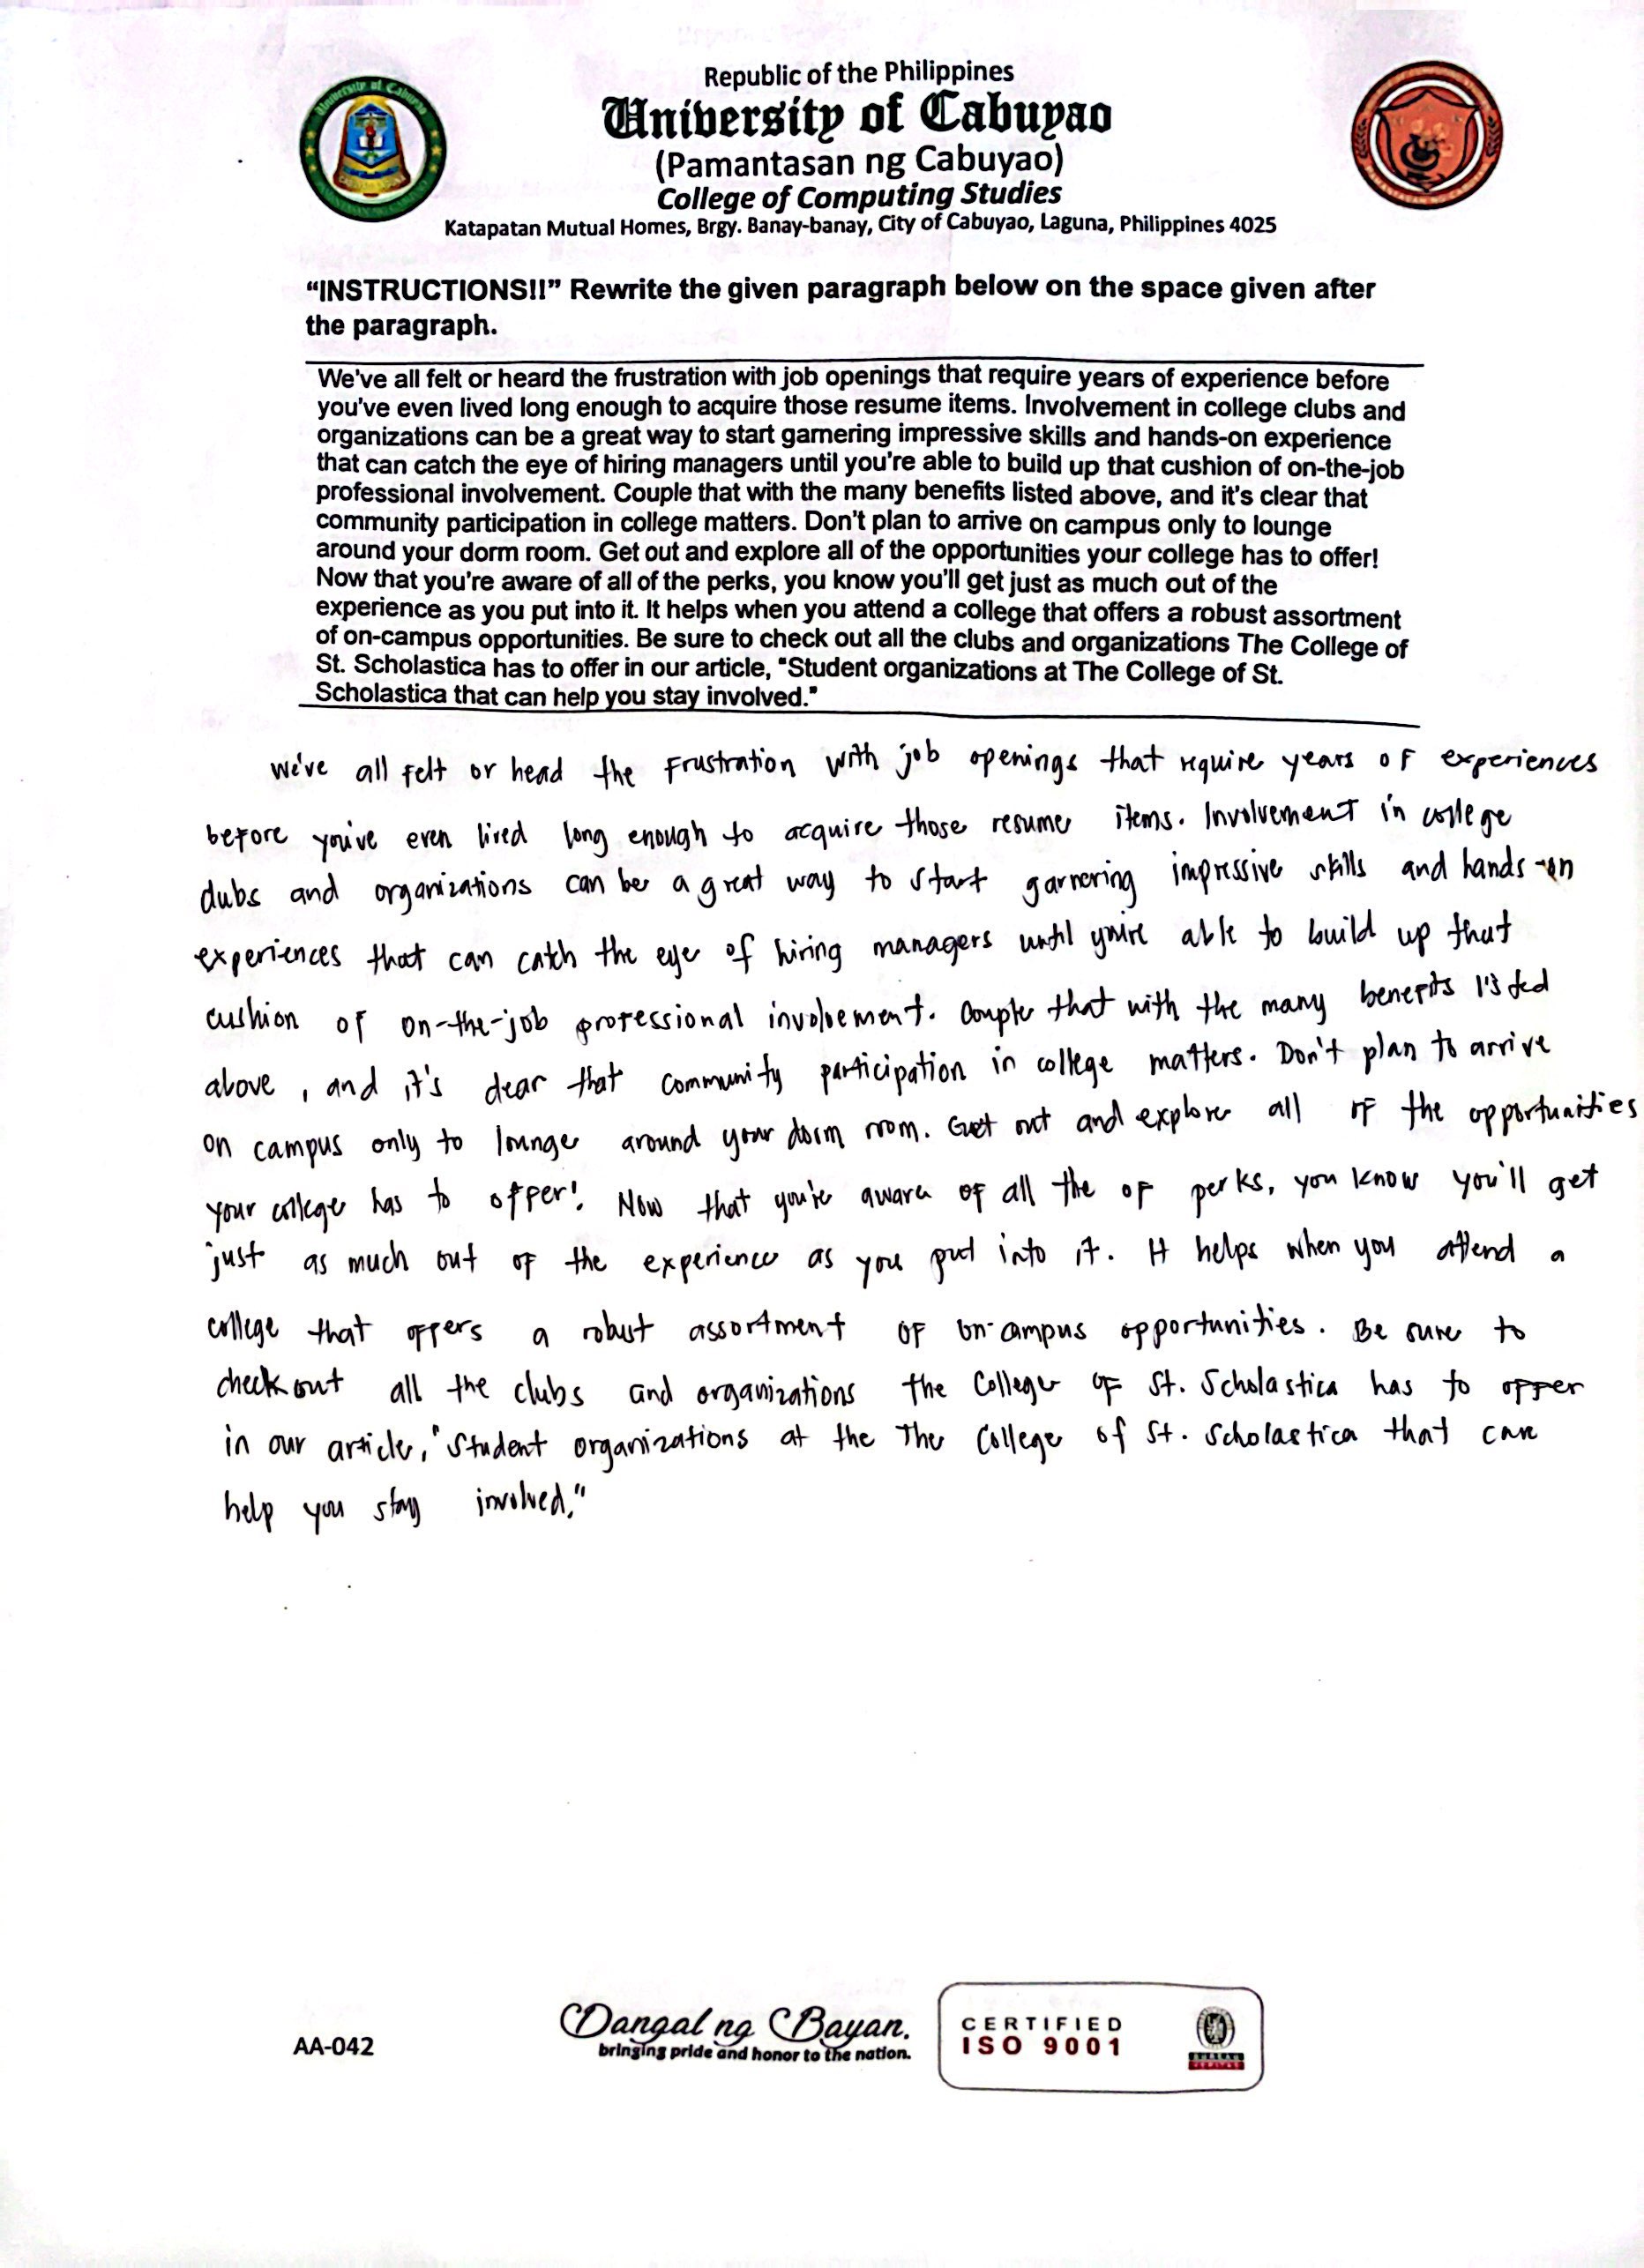 Republic of the Philippines
University of Cabuyao
(Pamantasan ng Cabuyao)
College of Computing Studies
Katapatan Mutual Homes, Brgy. Banay-banay, City of Cabuyao, Laguna, Philippines 4025
“INSTRUCTIONS!!” Rewrite the given paragraph below on the space given after
the paragraph.
We've all felt or heard the frustration with job openings that require years of experience before
you've even lived long enough to acquire those resume items. Involvement in college clubs and
organizations can be a great way to start garnering impressive skills and hands-on experience
that can catch the eye of hiring managers until you're able to build up that cushion of on-the-job
professional involvement. Couple that with the many benefits listed above, and it's clear that
community participation in college matters. Don't plan to arrive on campus only to lounge
around your dorm room. Get out and explore all of the opportunities your college has to offer!
Now that you're aware of all of the perks, you know you'll get just as much out of the
experience as you put into it. It helps when you attend a college that offers a robust assortment
of on-campus opportunities. Be sure to check out all the clubs and organizations The College of
St. Scholastica has to offer in our article, "Student organizations at The College of St.
Scholastica that can help you stay involved."
We've all felt or head the frustration with job openings that require years of experiences
before you've even lived long enough to acquire those resume items. Involvement in college
clubs and organizations can be a great way to start garnering impressive skills and hands-on
experiences that can catch the eye of hiring managers until you're able to build up that
cushion of on-the-job professional involvement. Couple that with the many benefits listed
above, and it's clear that community participation in college matters. Don't plan to arrive
on campus only to lounge around your dorm room. Get out and explore all of the opportunities
your college has to offer! Now that you're aware of all the of perks, you know you'll get
just as much out of the experience as you put into it. It helps when you attend a
college that offers a robust assortment of on-campus opportunities. Be sure to
check out all the clubs and organizations the College of St. Scholastica has to offer
in our article, "Student organizations at the The College of St. Scholastica that can
help you stay involved."
AA-042
Dangal ng Bayan.
bringing pride and honor to the nation.
CERTIFIED
ISO 9001